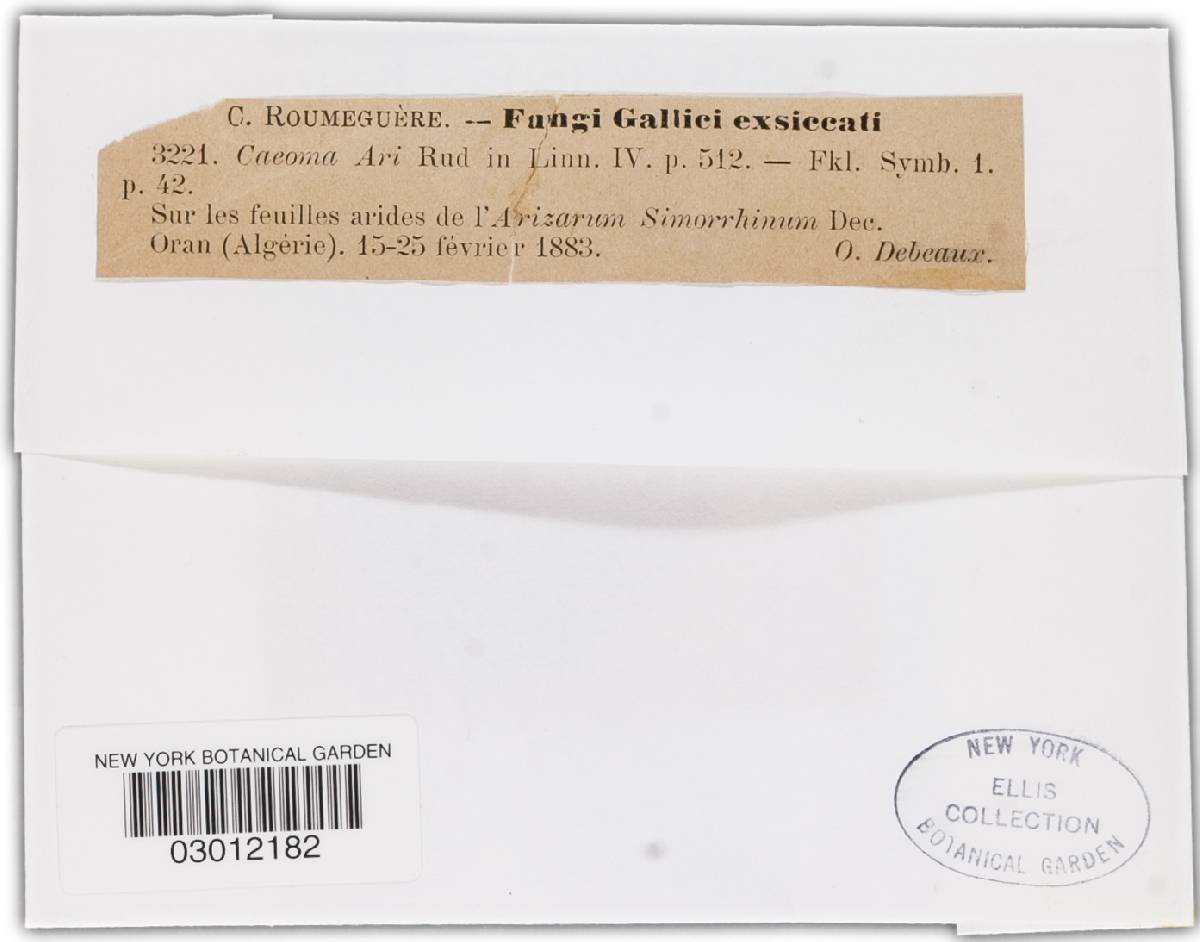 C. ROUMEGUÈRE. -- Fungi Gallici exsiccati
3221. Caeoma Ari Rud in Linn. IV. p. 512. — Fkl. Symb. 1.
p. 42.
Sur les feuilles arides de l'Arizarum Simorrhinum Dec.
Oran (Algérie). 15-25 février 1883. O. Debeaux.
NEW YORK BOTANICAL GARDEN
03012182
NEW YORK
ELLIS
COLLECTION
BOTANICAL GARDEN